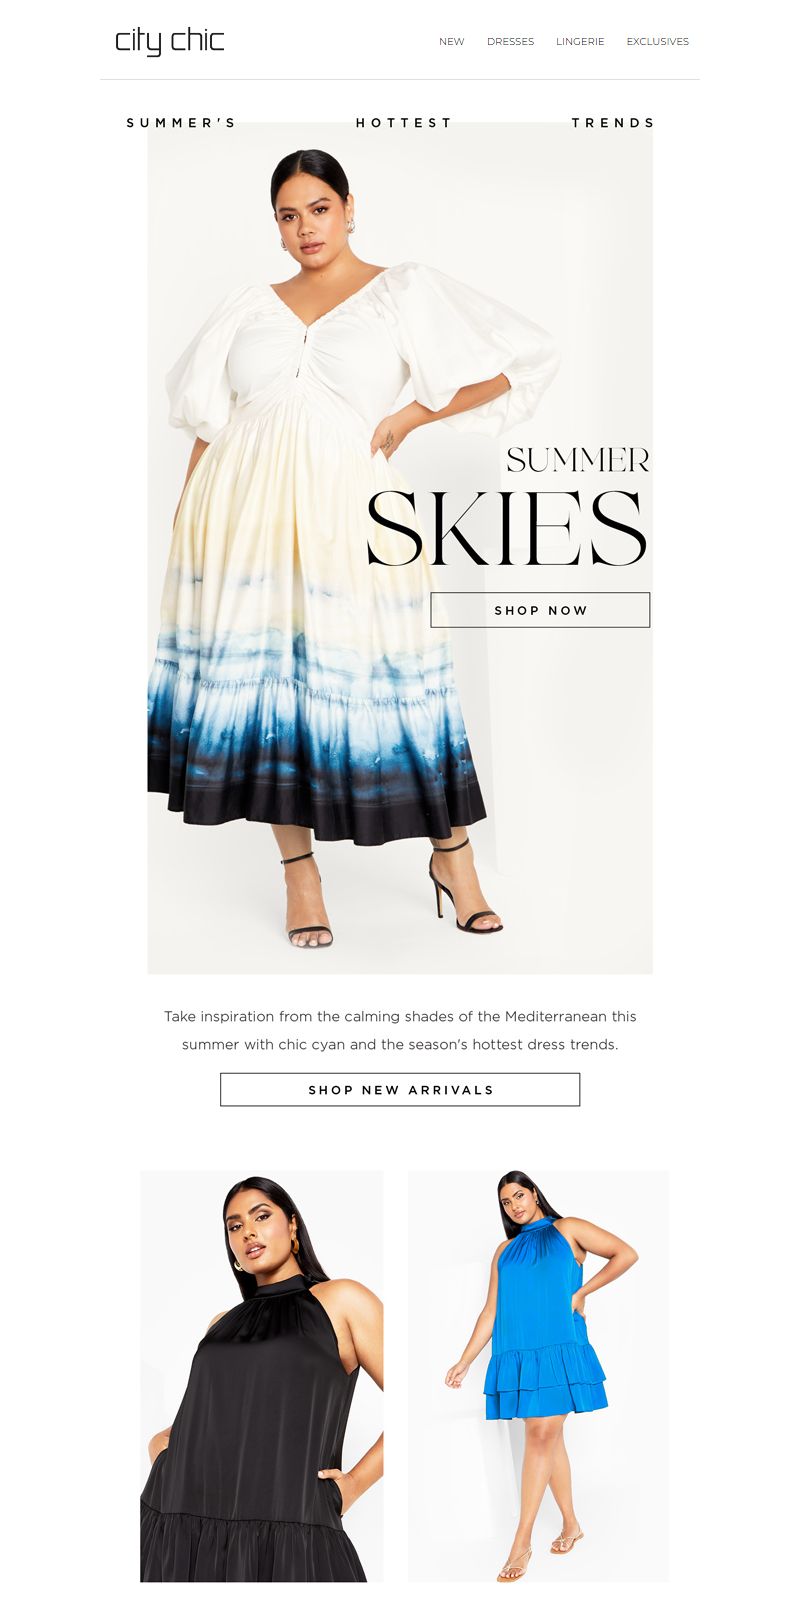 city chic
NEW DRESSES LINGERIE EXCLUSIVES
SUMMER'S HOTTEST TRENDS
SUMMER
SKIES
SHOP NOW
Take inspiration from the calming shades of the Mediterranean this
summer with chic cyan and the season's hottest dress trends.
SHOP NEW ARRIVALS